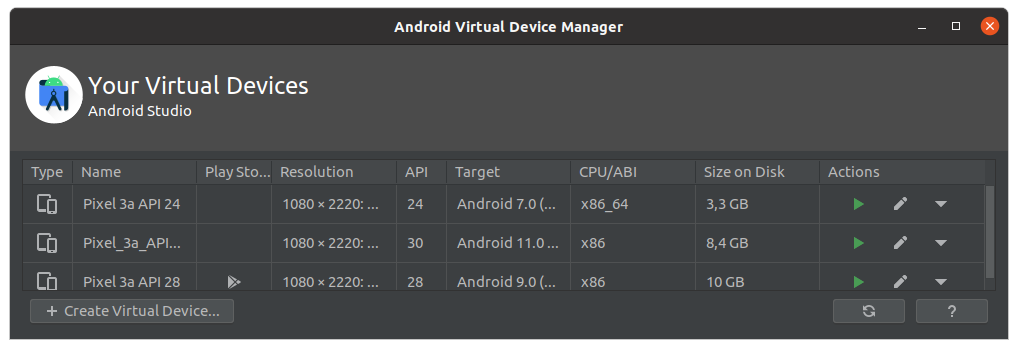 Android Virtual Device Manager
Your Virtual Devices
Android Studio
Type Name Play Sto... Resolution API Target CPU/ABI Size on Disk Actions
Pixel 3a API 24 1080 × 2220: ... 24 Android 7.0 (... x86_64 3,3 GB
Pixel_3a_API... 1080 × 2220: ... 30 Android 11.0 ... x86 8,4 GB
Pixel 3a API 28 1080 × 2220: ... 28 Android 9.0 (... x86 10 GB
+ Create Virtual Device... ?